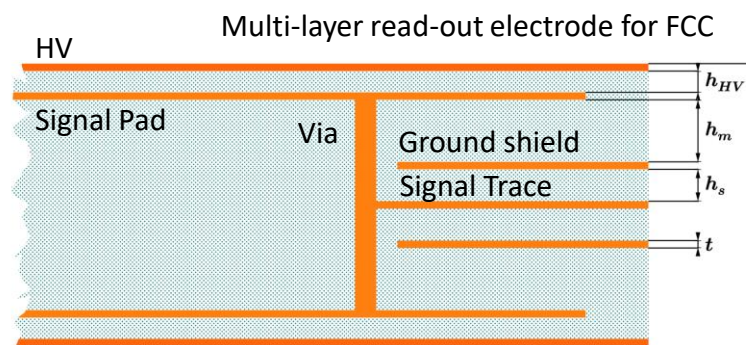 Multi-layer read-out electrode for FCC
HV
h_HV
Signal Pad
Via
h_m
Ground shield
Signal Trace
h_s
t